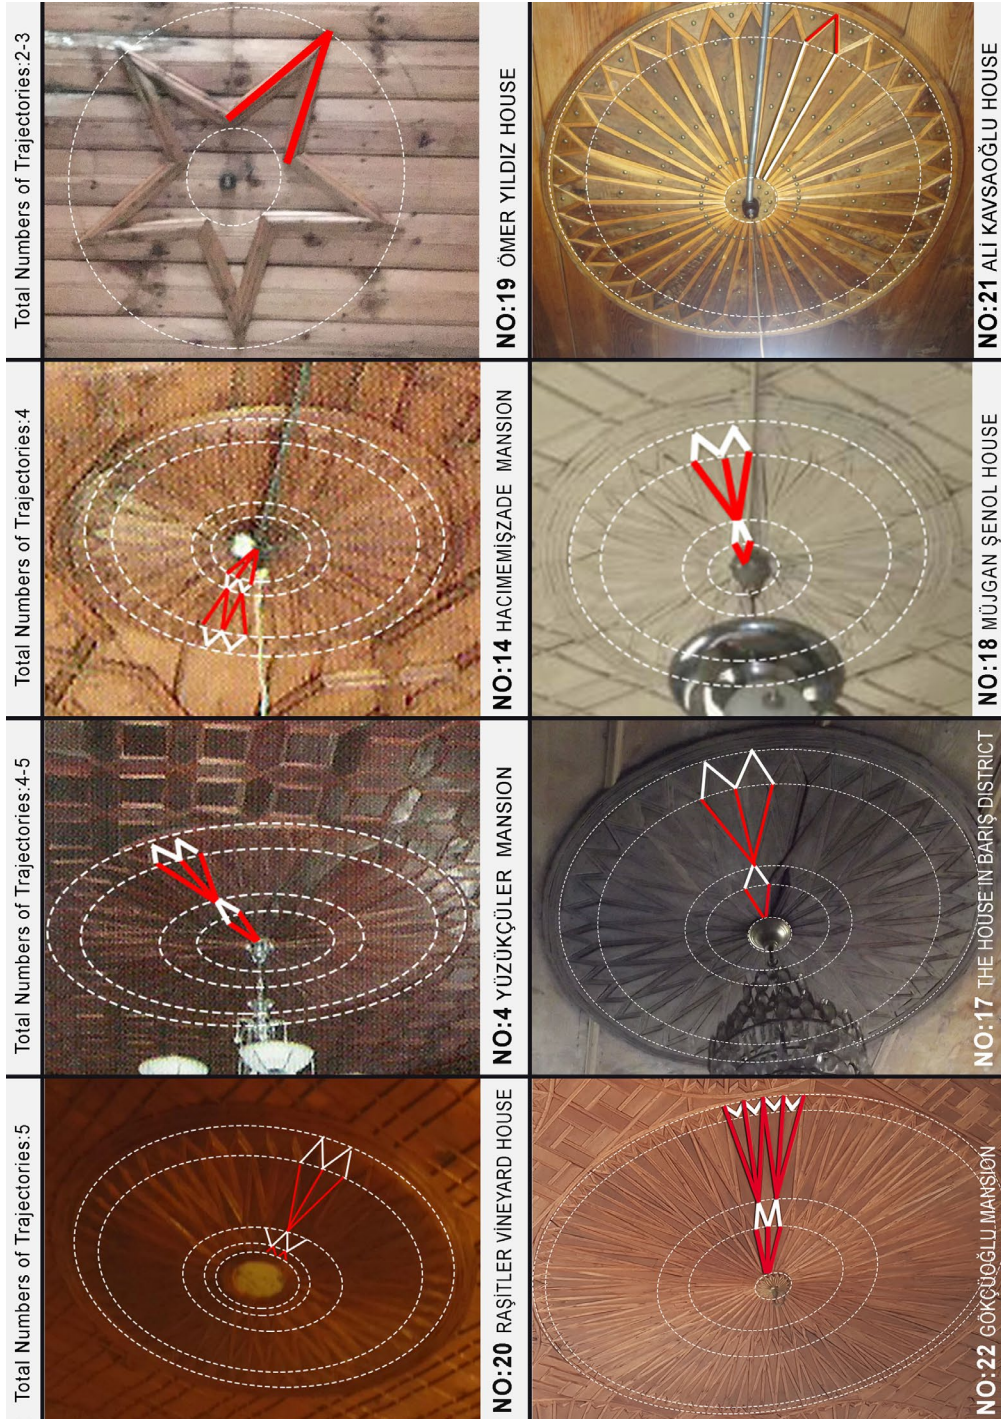 Total Numbers of Trajectories:5
Total Numbers of Trajectories:4-5
Total Numbers of Trajectories:4
Total Numbers of Trajectories:2-3
NO:20 RAŞİTLER VİNEYARD HOUSE
NO:4 YÜZÜKÇÜLER MANSION
NO:14 HACIMEMİŞZADE MANSION
NO:19 ÖMER YILDIZ HOUSE
NO:22 GÖKÇUOĞLU MANSION
NO:17 THE HOUSE IN BARIŞ DISTRICT
NO:18 MÜJGAN ŞENOL HOUSE
NO:21 ALİ KAVSAOĞLU HOUSE